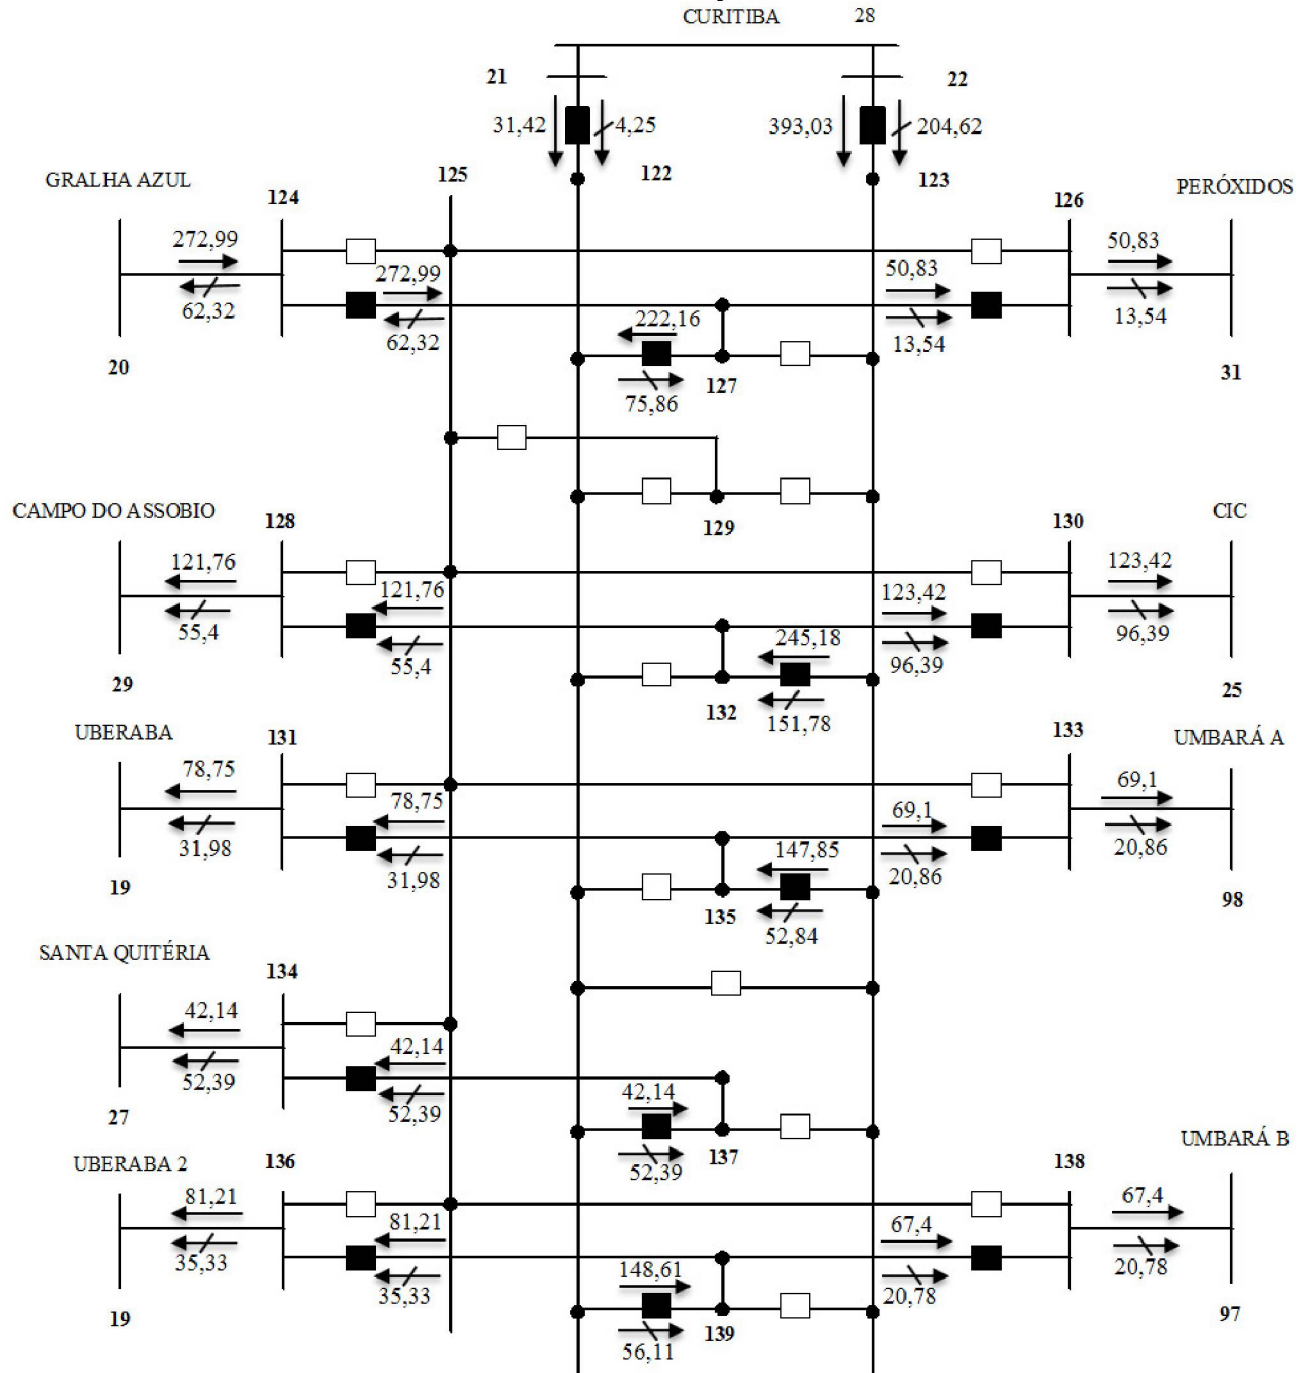 CURITIBA 28
21 22
31,42 4,25 393,03 204,62
122 123
GRALHA AZUL 124 125 126 PERÓXIDOS
272,99 50,83
272,99 50,83
62,32 13,54
62,32 222,16 13,54
20 127 31
75,86
CAMPO DO ASSOBIO 128 129 130 CIC
121,76 123,42
121,76 123,42
55,4 96,39
55,4 245,18 96,39
29 132 25
151,78
UBERABA 131 133 UMBARÁ A
78,75 69,1
78,75 69,1
31,98 147,85 20,86
31,98 20,86
19 135 98
52,84
SANTA QUITÉRIA 134
42,14
42,14
52,39 42,14
52,39
27 137
52,39
UBERABA 2 136 138 UMBARÁ B
81,21 67,4
81,21 67,4
35,33 148,61 20,78
35,33 20,78
19 139 97
56,11